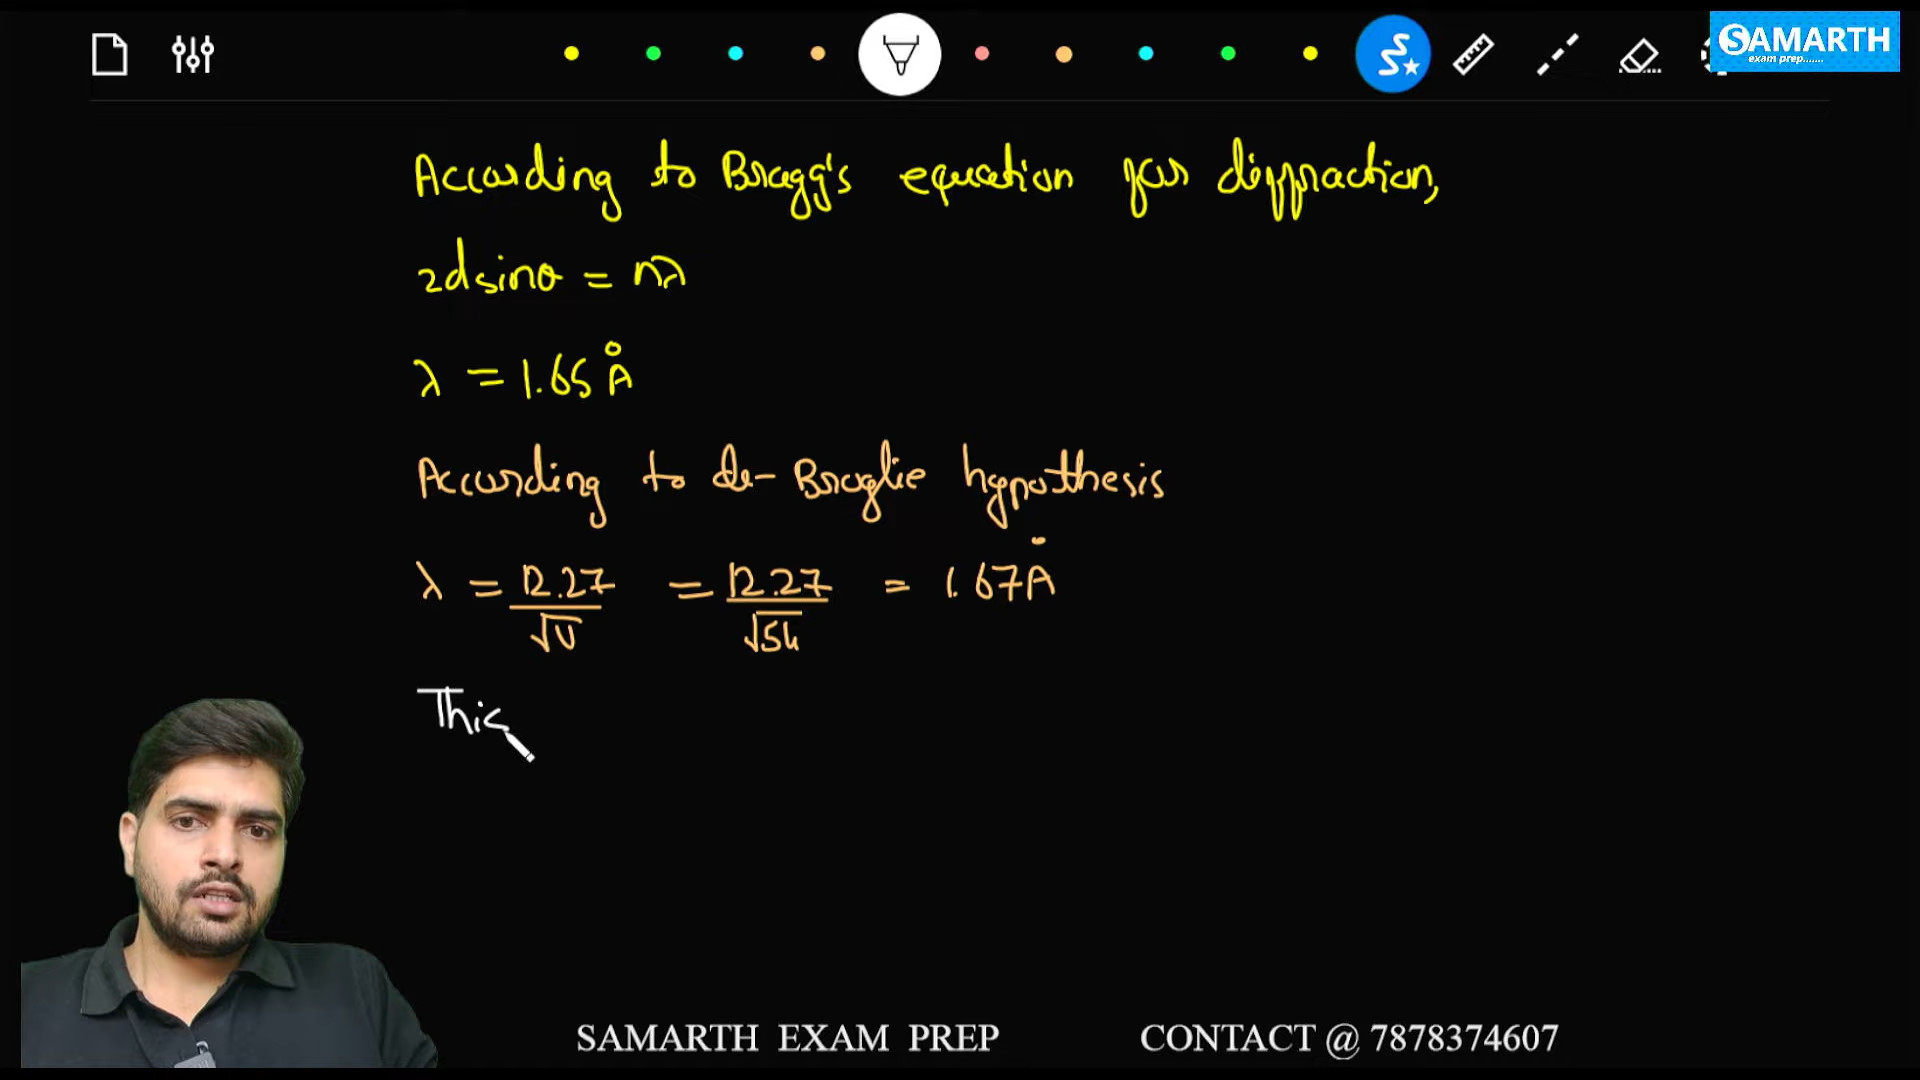 SAMARTH
exam prep.......
According to Bragg's equation for diffraction,
2dsinθ = nλ
λ = 1.65 Å
According to de-Broglie hypothesis
λ = 12.27/√V = 12.27/√54 = 1.67Å
This
SAMARTH EXAM PREP CONTACT @ 7878374607